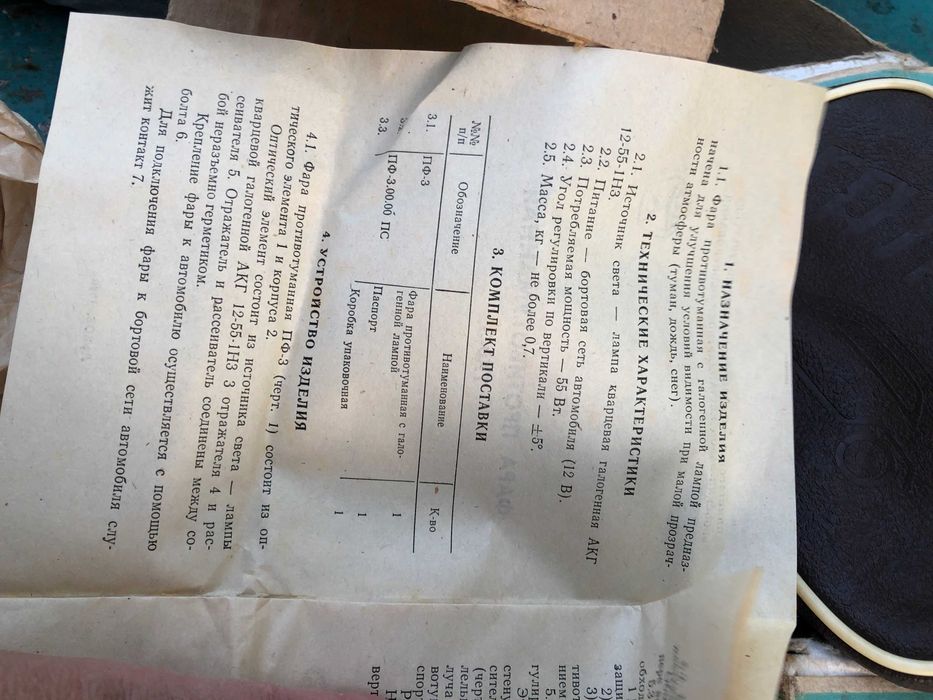 1. НАЗНАЧЕНИЕ ИЗДЕЛИЯ
1.1. Фара противотуманная с галогенной лампой предназ-
начена для улучшения условий видимости при малой прозрач-
ности атмосферы (туман, дождь, снег).
2. ТЕХНИЧЕСКИЕ ХАРАКТЕРИСТИКИ
2.1. Источник света — лампа кварцевая галогенная АКГ
12-55-1НЗ.
2.2. Питание — бортовая сеть автомобиля (12 В).
2.3. Потребляемая мощность — 55 Вт.
2.4. Угол регулировки по вертикали — ±5°.
2.5. Масса, кг — не более 0,7.
3. КОМПЛЕКТ ПОСТАВКИ
№№ п/п Обозначение Наименование К-во
3.1. ПФ-3 Фара противотуманная с гало-
генной лампой 1
ПФ-3.00.00 ПС Паспорт 1
3.3. Коробка упаковочная 1
4. УСТРОЙСТВО ИЗДЕЛИЯ
4.1. Фара противотуманная ПФ-3 (черт. 1) состоит из оп-
тического элемента 1 и корпуса 2.
Оптический элемент состоит из источника света — лампы
кварцевой галогенной АКГ 12-55-1НЗ 3 отражателя 4 и рас-
сеивателя 5. Отражатель и рассеиватель соединены между со-
бой неразъемно герметиком.
Крепление фары к автомобилю осуществляется с помощью
болта 6.
Для подключения фары к бортовой сети автомобиля слу-
жит контакт 7.